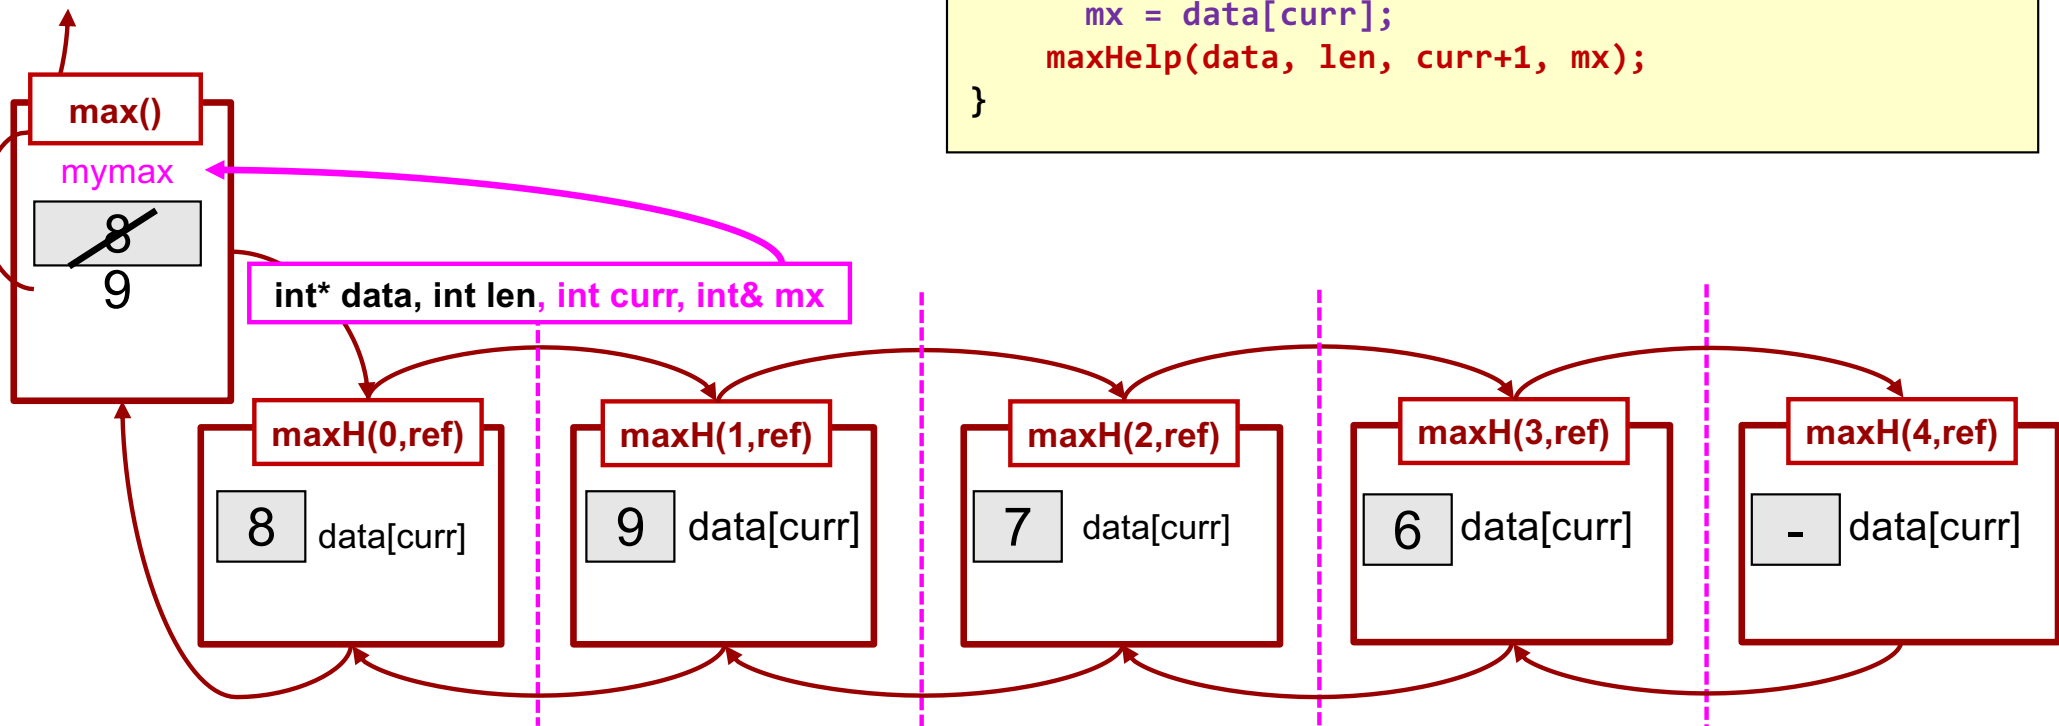 mx = data[curr];
maxHelp(data, len, curr+1, mx);
}
max()
mymax
8
9
int* data, int len, int curr, int& mx
maxH(0,ref)
maxH(1,ref)
maxH(2,ref)
maxH(3,ref)
maxH(4,ref)
8 data[curr]
9 data[curr]
7 data[curr]
6 data[curr]
- data[curr]